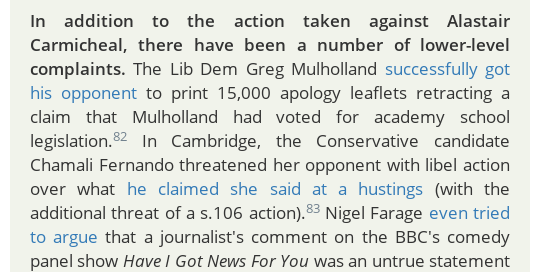 In addition to the action taken against Alastair
Carmicheal, there have been a number of lower-level
complaints. The Lib Dem Greg Mulholland successfully got
his opponent to print 15,000 apology leaflets retracting a
claim that Mulholland had voted for academy school
legislation.82 In Cambridge, the Conservative candidate
Chamali Fernando threatened her opponent with libel action
over what he claimed she said at a hustings (with the
additional threat of a s.106 action).83 Nigel Farage even tried
to argue that a journalist's comment on the BBC's comedy
panel show Have I Got News For You was an untrue statement